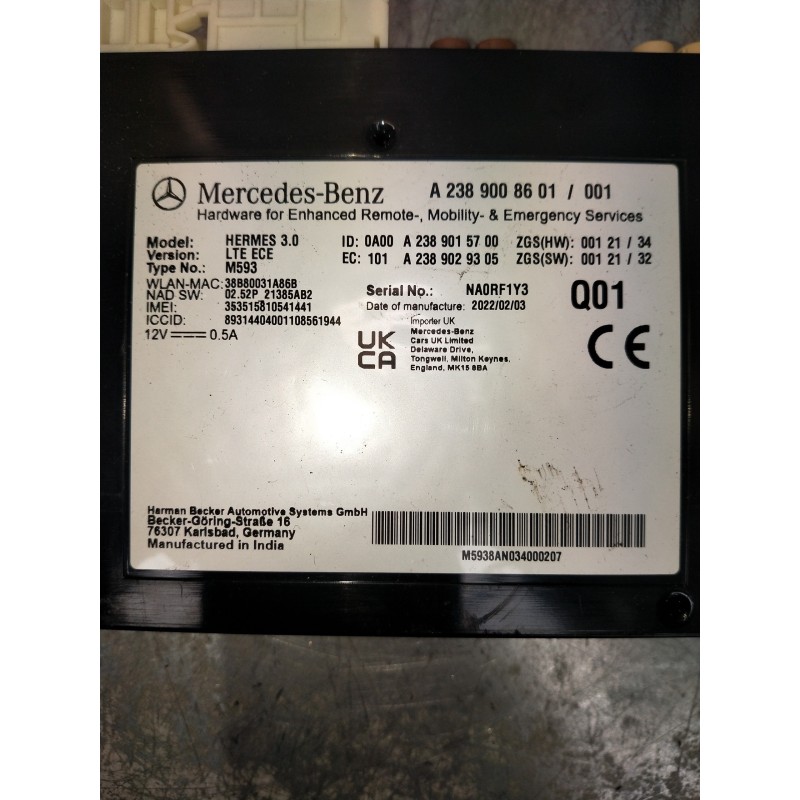 Mercedes-Benz A 238 900 86 01 / 001
Hardware for Enhanced Remote-, Mobility- & Emergency Services
Model: HERMES 3.0 ID: 0A00 A 238 901 57 00 ZGS(HW): 001 21 / 34
Version: LTE ECE EC: 101 A 238 902 93 05 ZGS(SW): 001 21 / 32
Type No.: M593
WLAN-MAC: 38B80031A86B Serial No.: NA0RF1Y3 Q01
NAD SW: 02.52P_21385AB2 Date of manufacture: 2022/02/03
IMEI: 353515810541441
ICCID: 89314404001108561944
12V 0.5A
UK
CA
Importer UK
Mercedes-Benz
Cars UK Limited
Delaware Drive,
Tongwell, Milton Keynes,
England, MK15 8BA
CE
Harman Becker Automotive Systems GmbH
Becker-Göring-Straße 16
76307 Karlsbad, Germany
Manufactured in India
M5938AN034000207